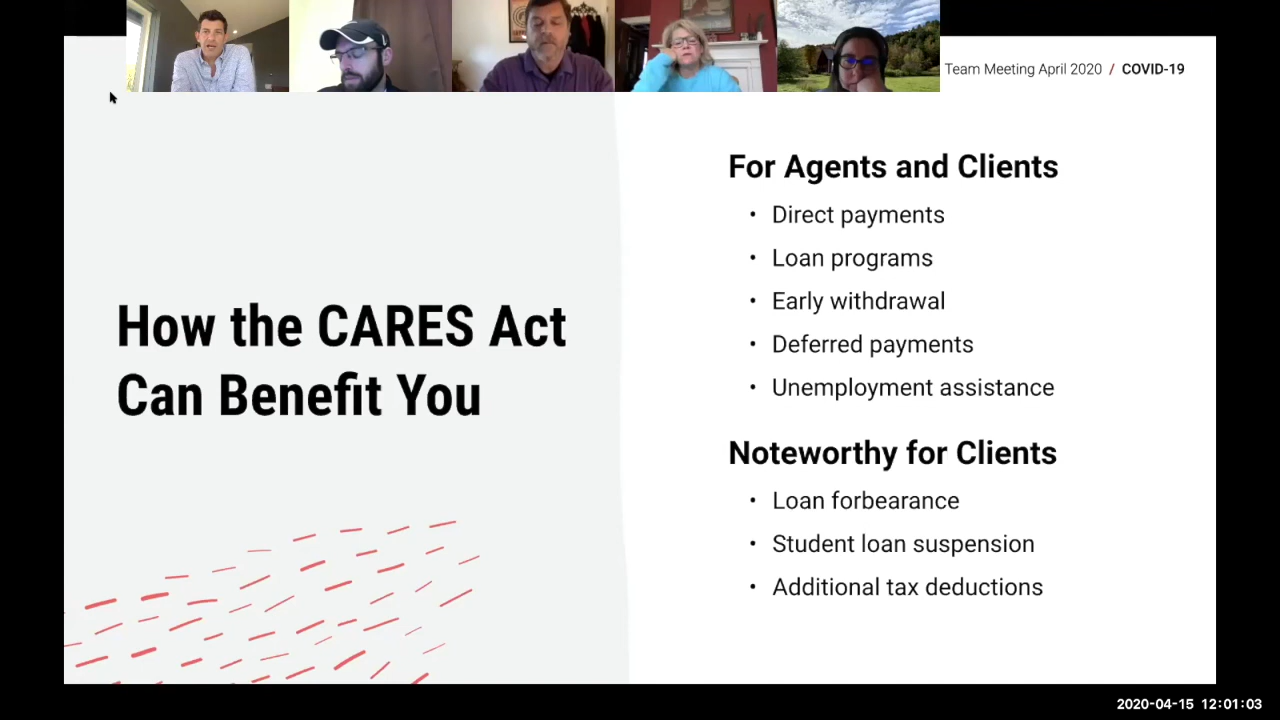 Team Meeting April 2020 / COVID-19
How the CARES Act
Can Benefit You
For Agents and Clients
• Direct payments
• Loan programs
• Early withdrawal
• Deferred payments
• Unemployment assistance
Noteworthy for Clients
• Loan forbearance
• Student loan suspension
• Additional tax deductions
2020-04-15 12:01:03